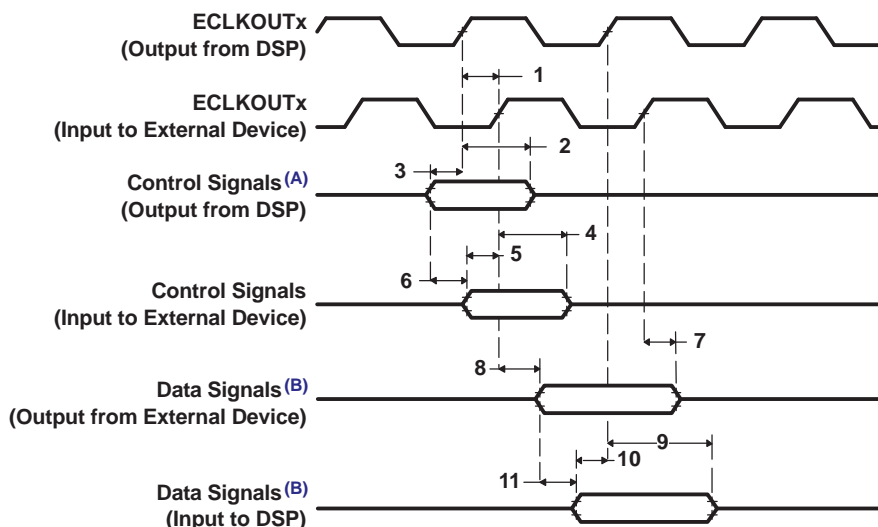 ECLKOUTx
(Output from DSP)
1
ECLKOUTx
(Input to External Device)
2
3
Control Signals (A)
(Output from DSP)
4
5
6
Control Signals
(Input to External Device)
7
8
Data Signals (B)
(Output from External Device)
9
10
11
Data Signals (B)
(Input to DSP)